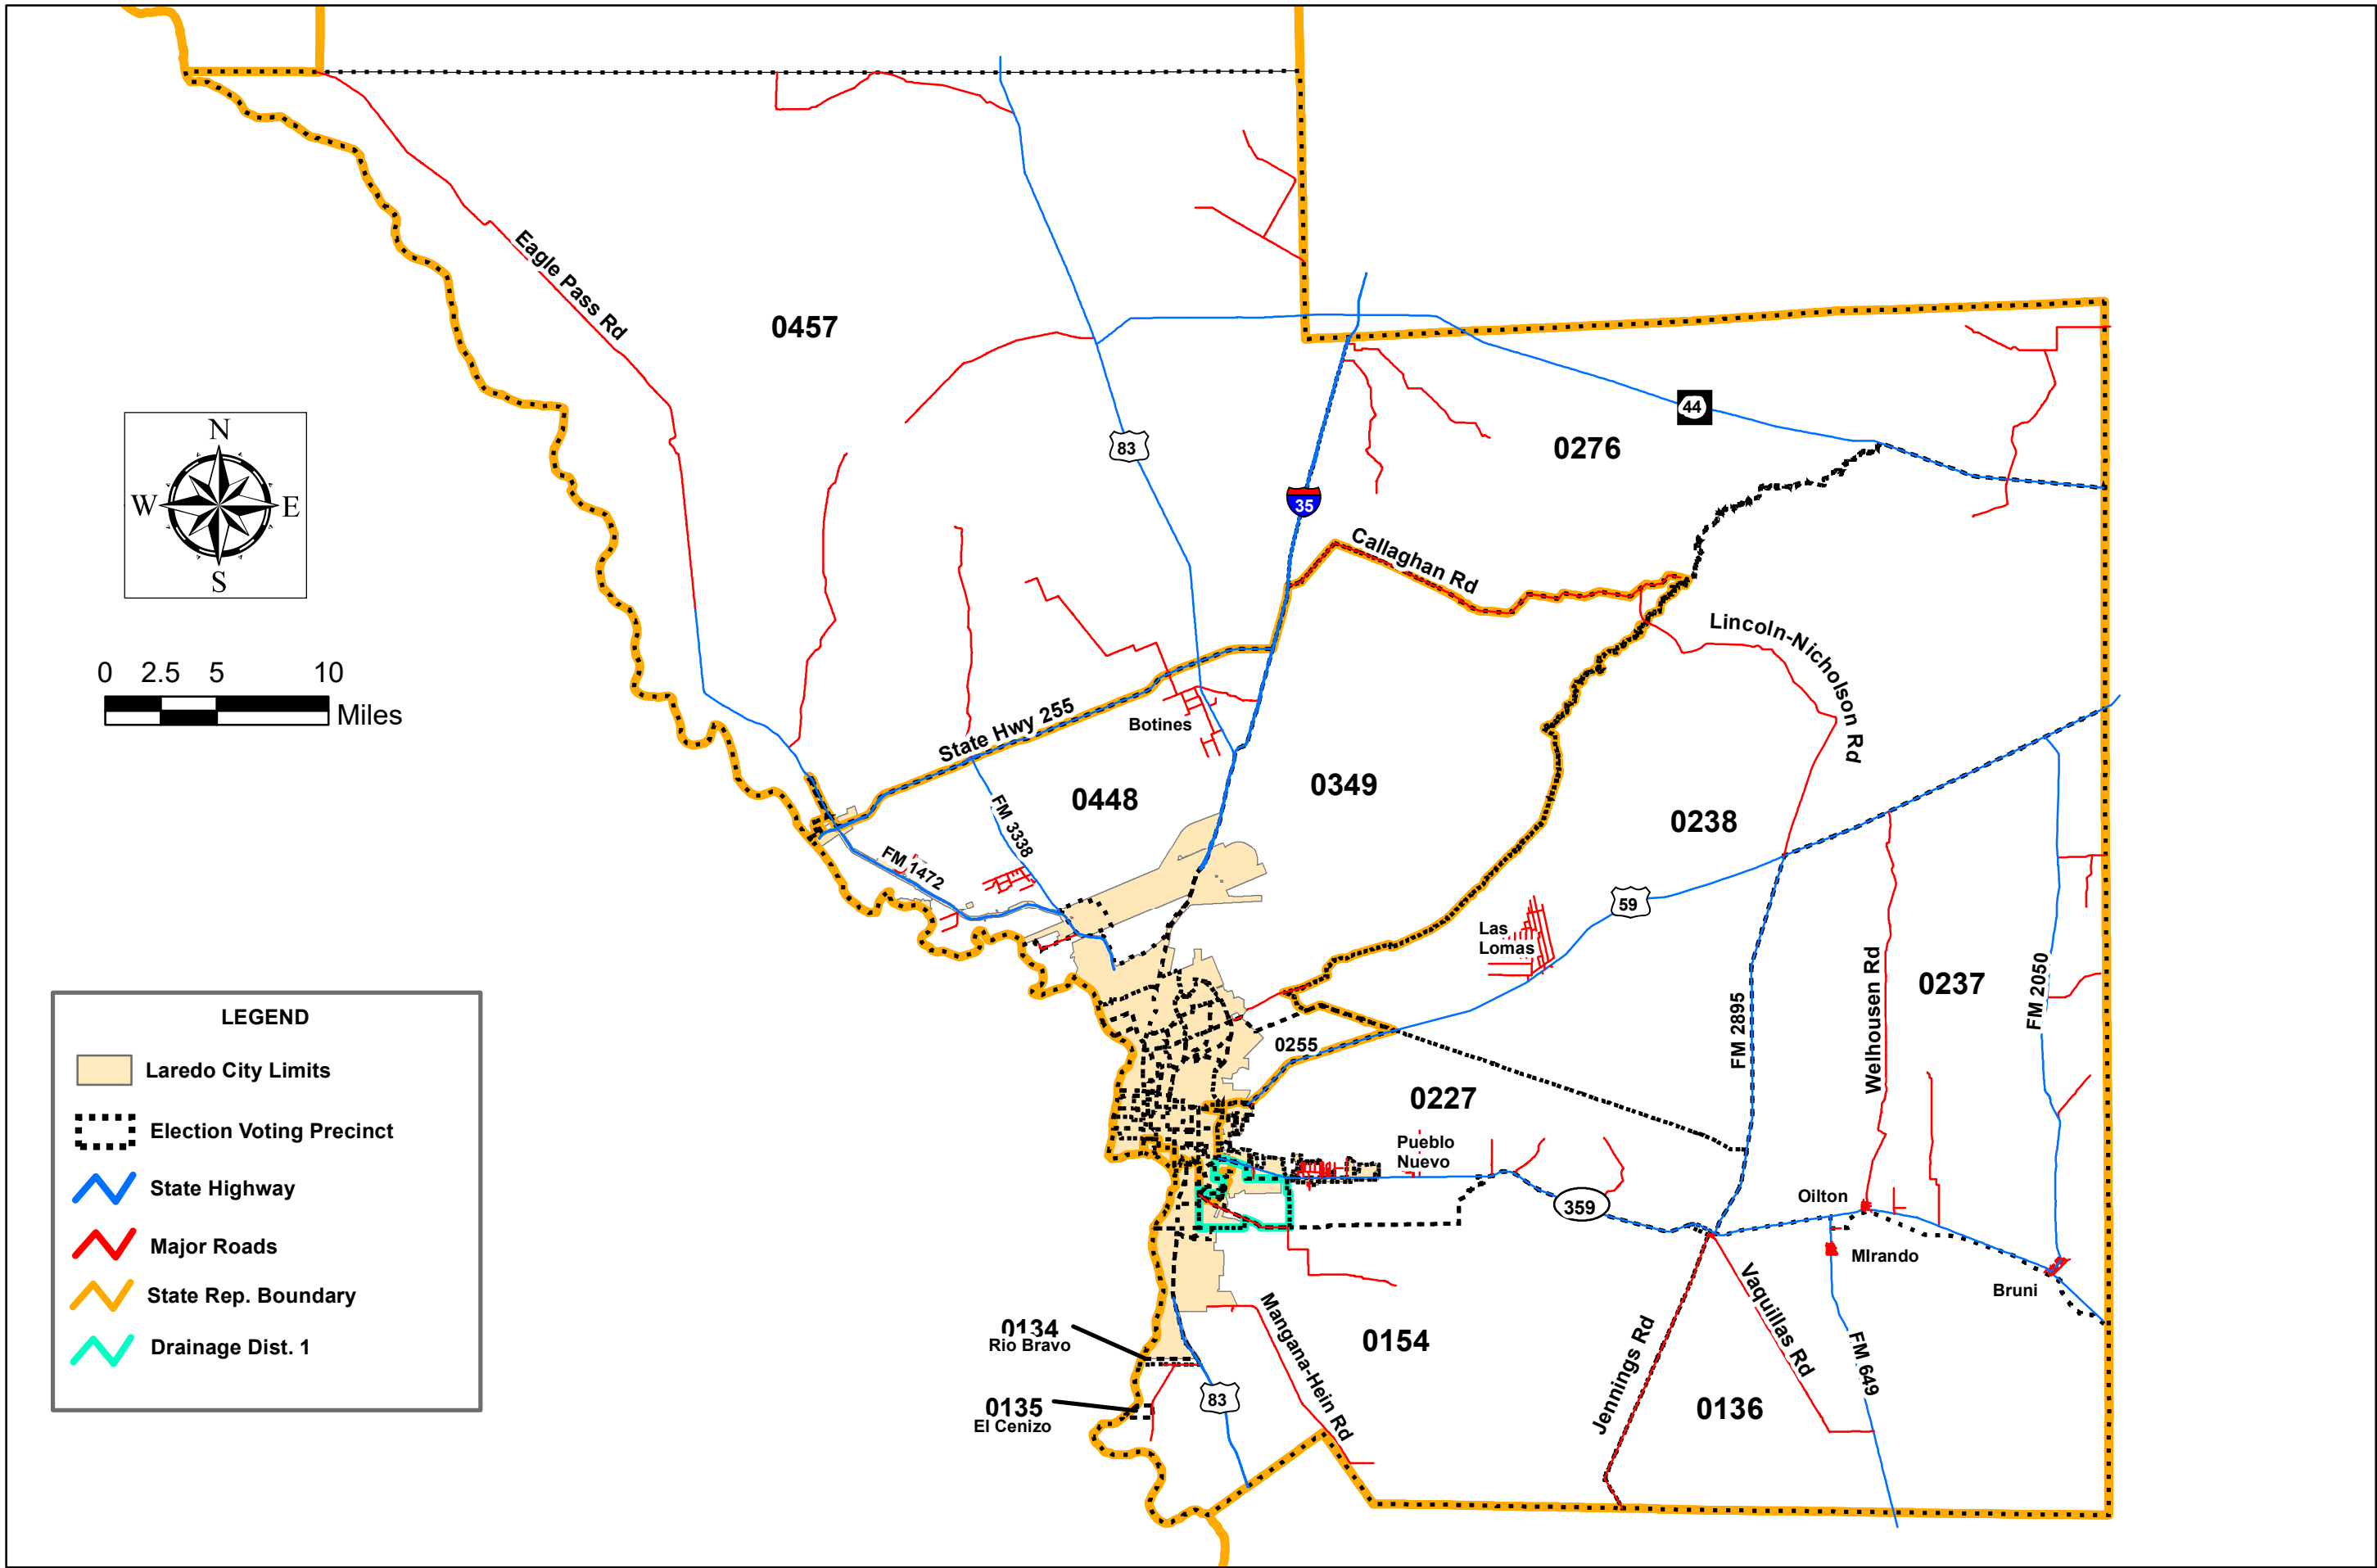 Eagle Pass Rd
0457
N
W
E
S
83
44
0276
35
Callaghan Rd
Lincoln-Nicholson Rd
0 2.5 5 10
Miles
State Hwy 255
Botines
0448
0349
0238
FM 3338
FM 1472
59
Las
Lomas
Welhousen Rd
0237
FM 2050
FM 2895
0255
0227
Pueblo
Nuevo
359
Oilton
MIrando
Bruni
LEGEND
Laredo City Limits
Election Voting Precinct
State Highway
Major Roads
State Rep. Boundary
Drainage Dist. 1
0134
Rio Bravo
0135
El Cenizo
83
Mangana-Hein Rd
0154
Jennings Rd
Vaquillas Rd
FM 649
0136